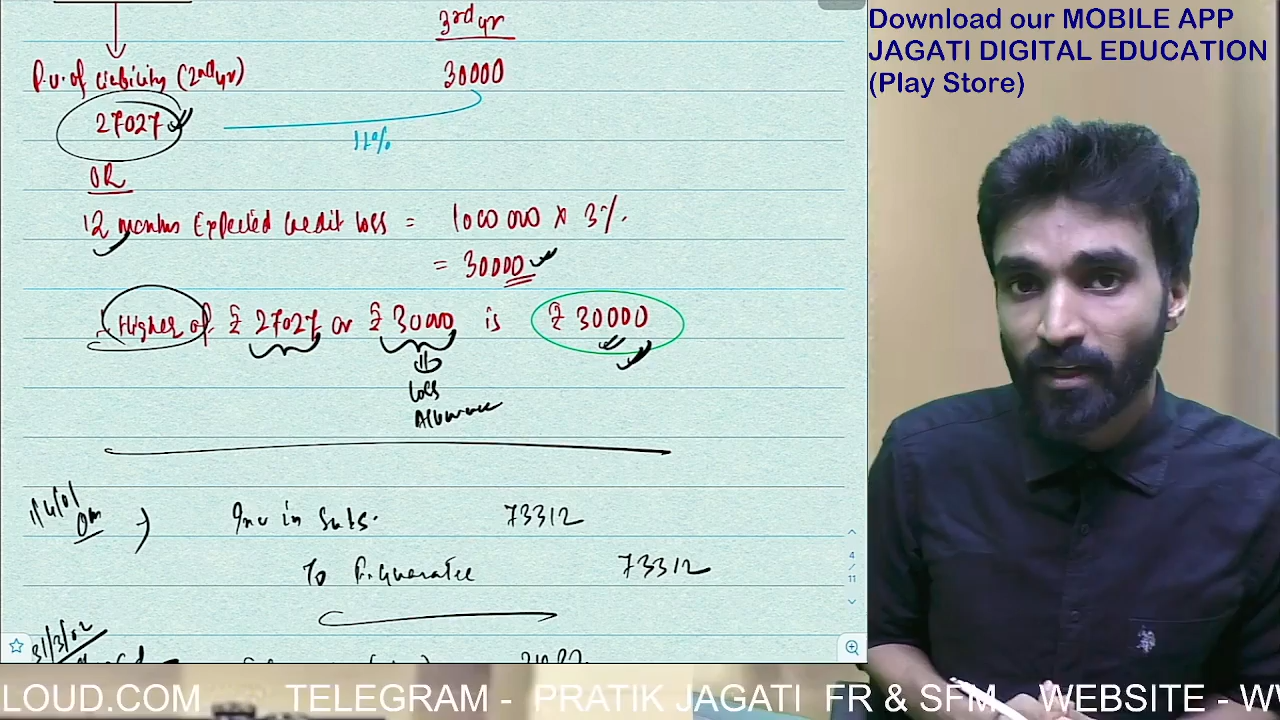 3rd yr
P.V. of liability (2nd yr) 30000
27027
11%
OR
12 months Expected Credit loss = 1000000 x 3%.
= 30000
Higher of ₹ 27027 or ₹ 30000 is ₹ 30000
loss
Allowance
1/4/01 Inv in Subs. 73312
To F. Guarantee 73312
31/3/02
4
/
11
Download our MOBILE APP
JAGATI DIGITAL EDUCATION
(Play Store)
LOUD.COM TELEGRAM - PRATIK JAGATI FR & SFM WEBSITE - W